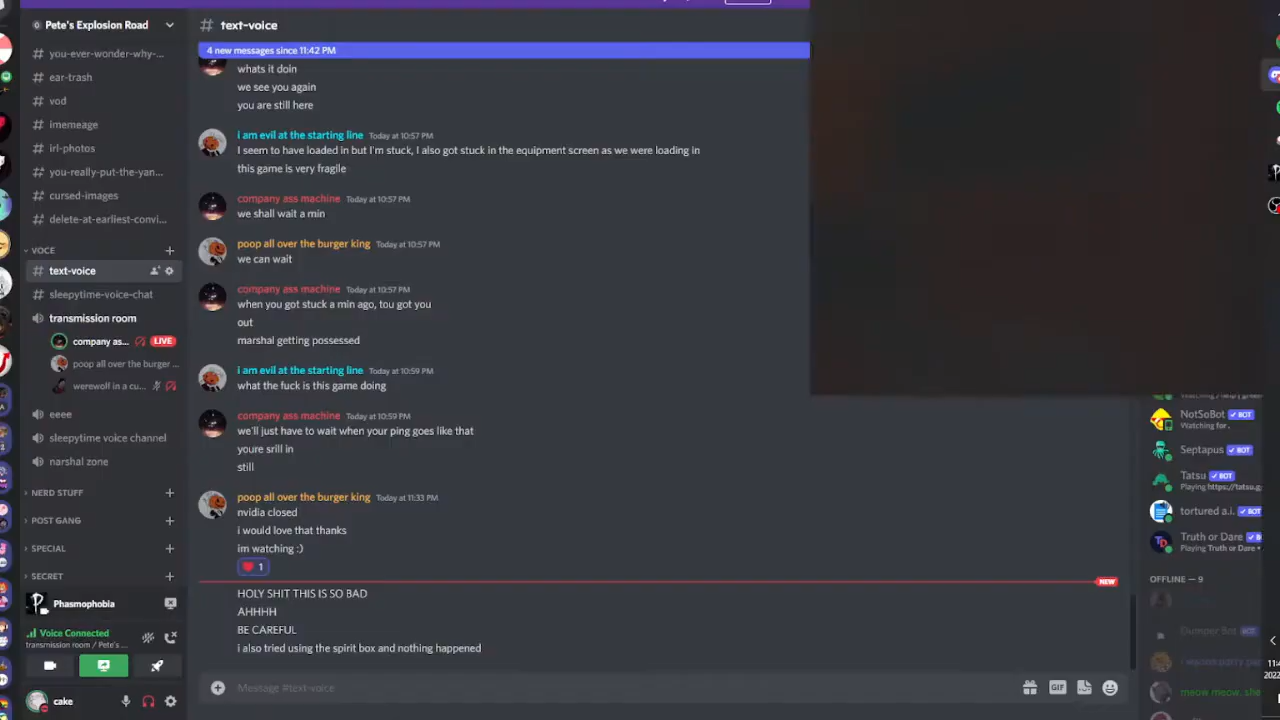 Pete's Explosion Road
you-ever-wonder-why-...
ear-trash
vod
imemeage
irl-photos
you-really-put-the-yan...
cursed-images
delete-at-earliest-convi...
VOCE
text-voice
sleepytime-voice-chat
transmission room
company as... LIVE
poop all over the burger ...
werewolf in a cu...
eeee
sleepytime voice channel
narshal zone
NERD STUFF
POST GANG
SPECIAL
SECRET
Phasmophobia
Voice Connected
transmission room / Pete's ...
cake
# text-voice
4 new messages since 11:42 PM
whats it doin
we see you again
you are still here
i am evil at the starting line Today at 10:57 PM
I seem to have loaded in but I'm stuck, I also got stuck in the equipment screen as we were loading in
this game is very fragile
company ass machine Today at 10:57 PM
we shall wait a min
poop all over the burger king Today at 10:57 PM
we can wait
company ass machine Today at 10:57 PM
when you got stuck a min ago, tou got you
out
marshal getting possessed
i am evil at the starting line Today at 10:59 PM
what the fuck is this game doing
company ass machine Today at 10:59 PM
we'll just have to wait when your ping goes like that
youre srill in
still
poop all over the burger king Today at 11:33 PM
nvidia closed
i would love that thanks
im watching :)
1
NEW
HOLY SHIT THIS IS SO BAD
AHHHH
BE CAREFUL
i also tried using the spirit box and nothing happened
Message #text-voice
GIF
NotSoBot BOT
Watching for .
Septapus BOT
Tatsu BOT
Playing https://tatsu.g
tortured a.i. BOT
Truth or Dare
Playing Truth or Dare •
OFFLINE — 9
Dumper Bot BOT
meow meow, she